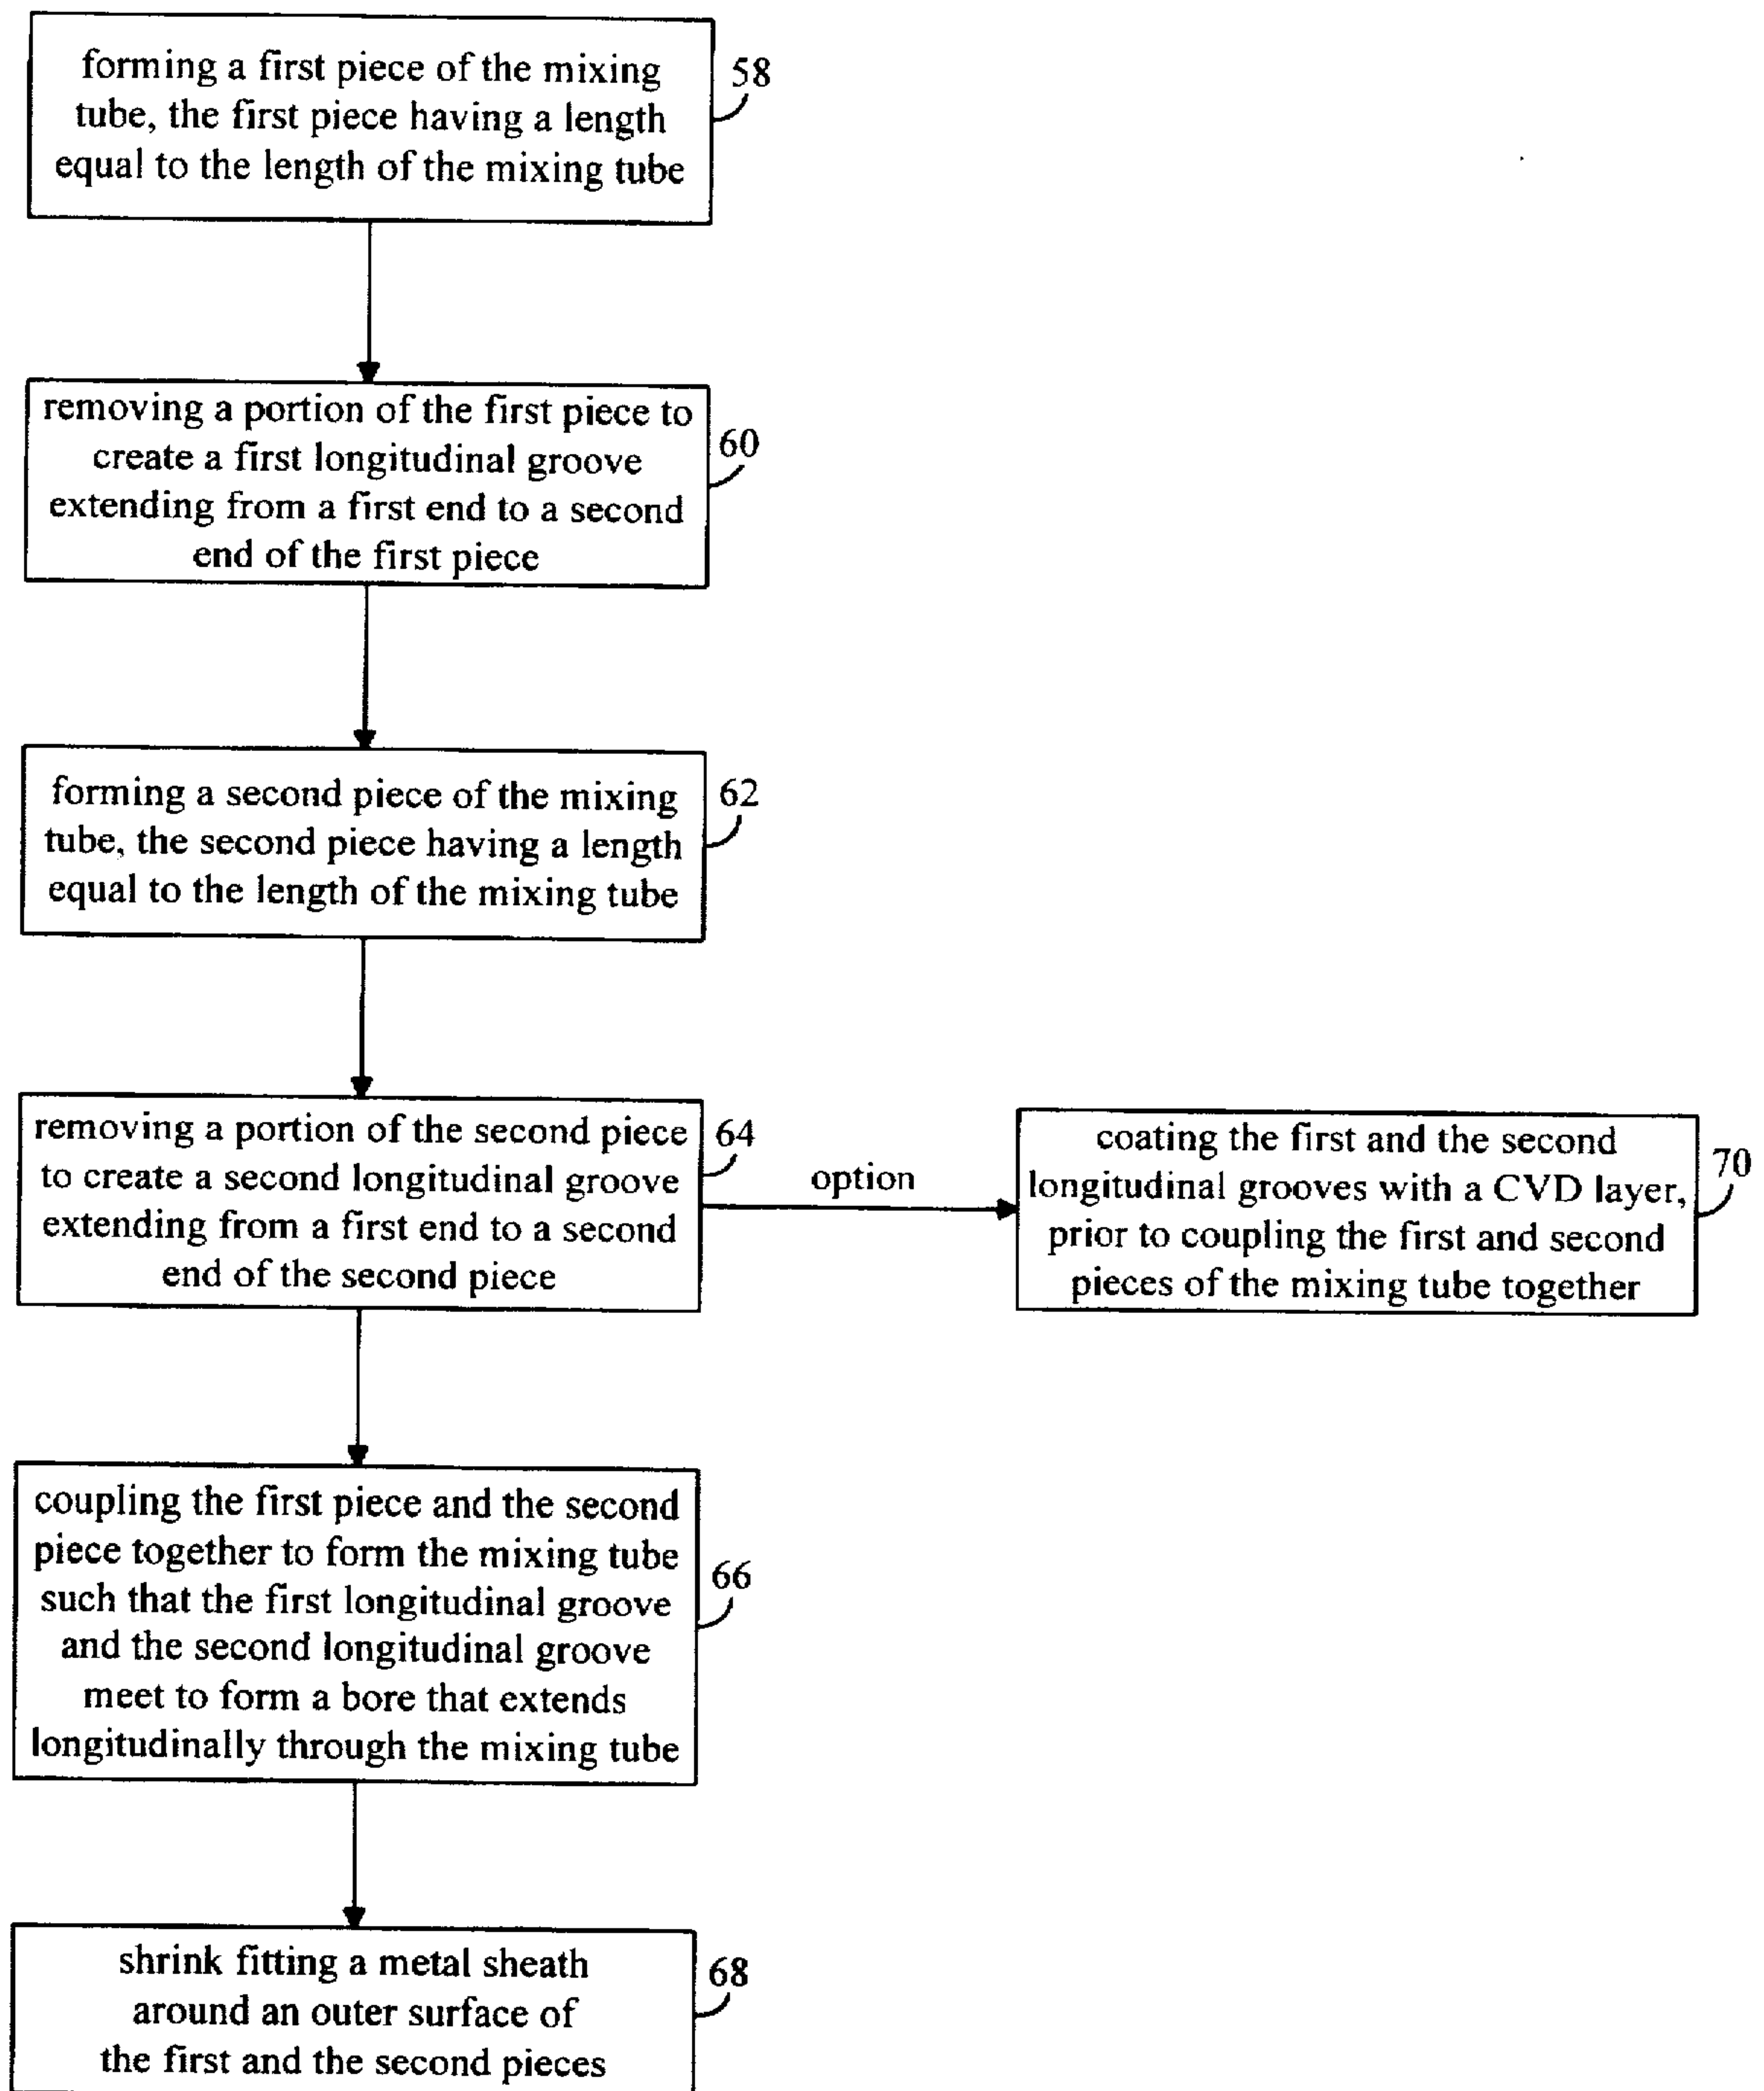 forming a first piece of the mixing
tube, the first piece having a length
equal to the length of the mixing tube
58
removing a portion of the first piece to
create a first longitudinal groove
extending from a first end to a second
end of the first piece
60
forming a second piece of the mixing
tube, the second piece having a length
equal to the length of the mixing tube
62
removing a portion of the second piece
to create a second longitudinal groove
extending from a first end to a second
end of the second piece
64
option
coating the first and the second
longitudinal grooves with a CVD layer,
prior to coupling the first and second
pieces of the mixing tube together
70
coupling the first piece and the second
piece together to form the mixing tube
such that the first longitudinal groove
and the second longitudinal groove
meet to form a bore that extends
longitudinally through the mixing tube
66
shrink fitting a metal sheath
around an outer surface of
the first and the second pieces
68